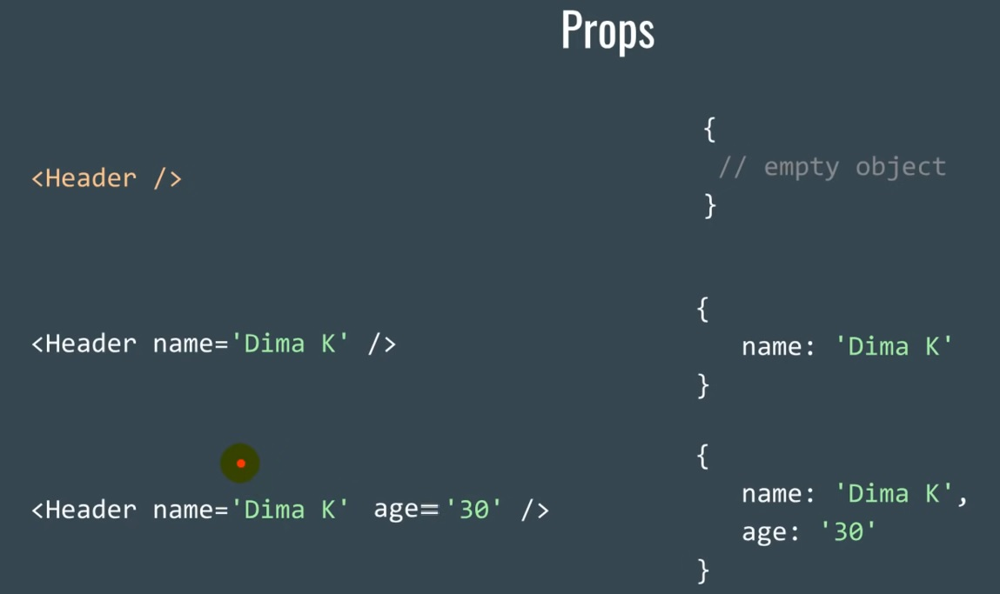 Props
<Header />
{
// empty object
}
<Header name='Dima K' />
{
name: 'Dima K'
}
<Header name='Dima K' age='30' />
{
name: 'Dima K',
age: '30'
}